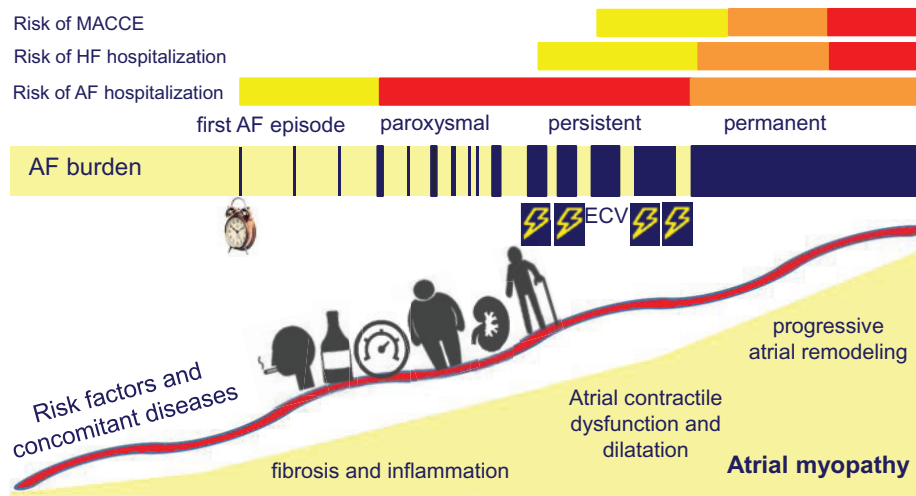 Risk of MACCE
Risk of HF hospitalization
Risk of AF hospitalization
first AF episode paroxysmal persistent permanent
AF burden
ECV
Risk factors and
concomitant diseases
progressive
atrial remodeling
Atrial contractile
dysfunction and
dilatation
fibrosis and inflammation
Atrial myopathy